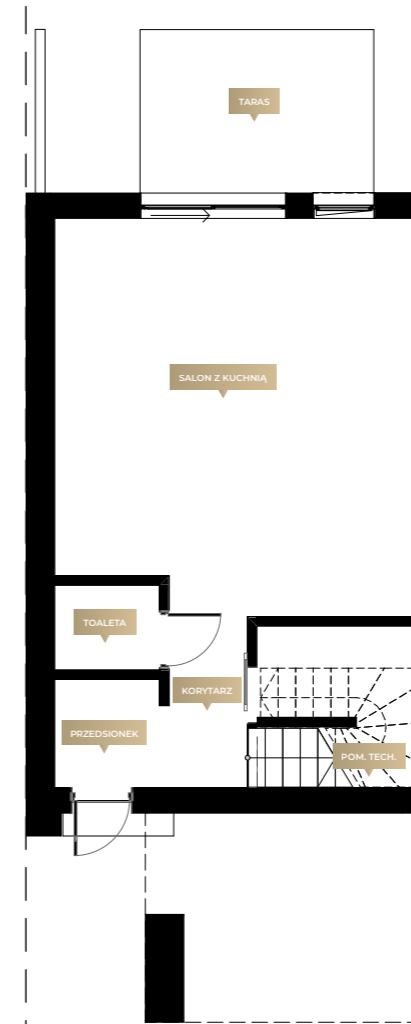 TARAS
SALON Z KUCHNIĄ
TOALETA
KORYTARZ
PRZEDSIONEK
POM. TECH.